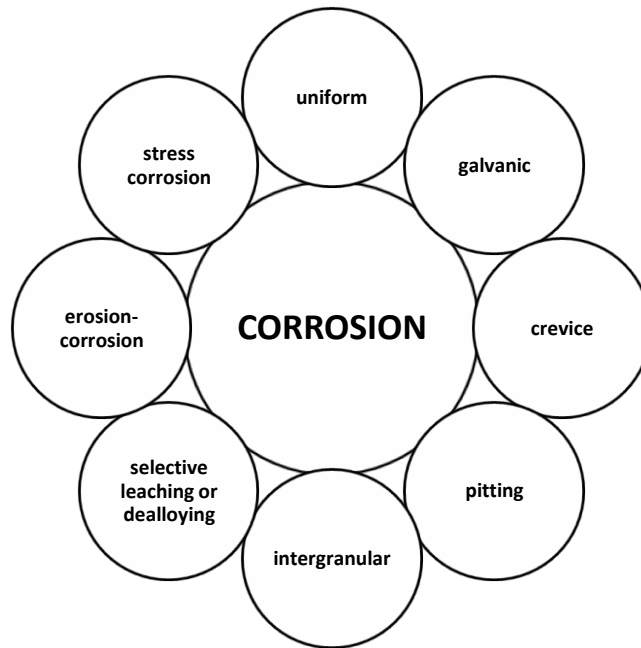 uniform
stress
corrosion
galvanic
erosion-
corrosion
CORROSION
crevice
selective
leaching or
dealloying
pitting
intergranular